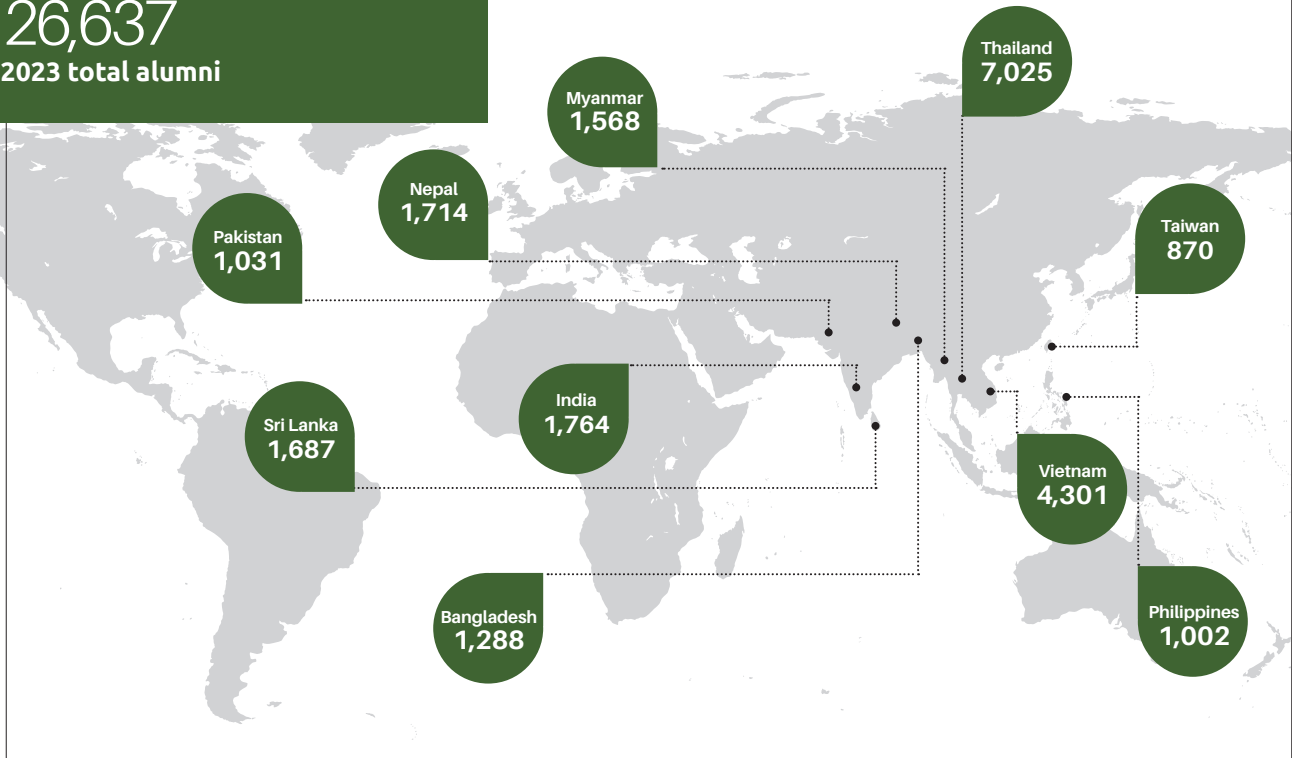 26,637
2023 total alumni
Thailand
7,025
Myanmar
1,568
Nepal
1,714
Taiwan
870
Pakistan
1,031
India
1,764
Sri Lanka
1,687
Vietnam
4,301
Bangladesh
1,288
Philippines
1,002